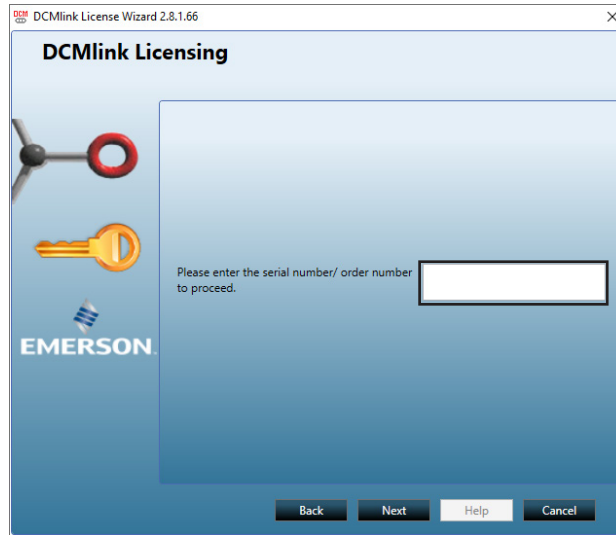 DCM DCMlink License Wizard 2.8.1.66
DCMlink Licensing
Please enter the serial number/ order number
to proceed.
EMERSON.
Back Next Help Cancel